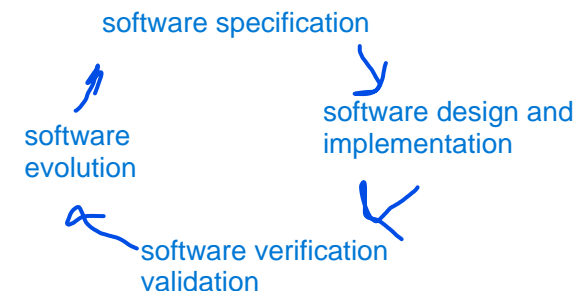 software specification
software design and
implementation
software
evolution
software verification
validation